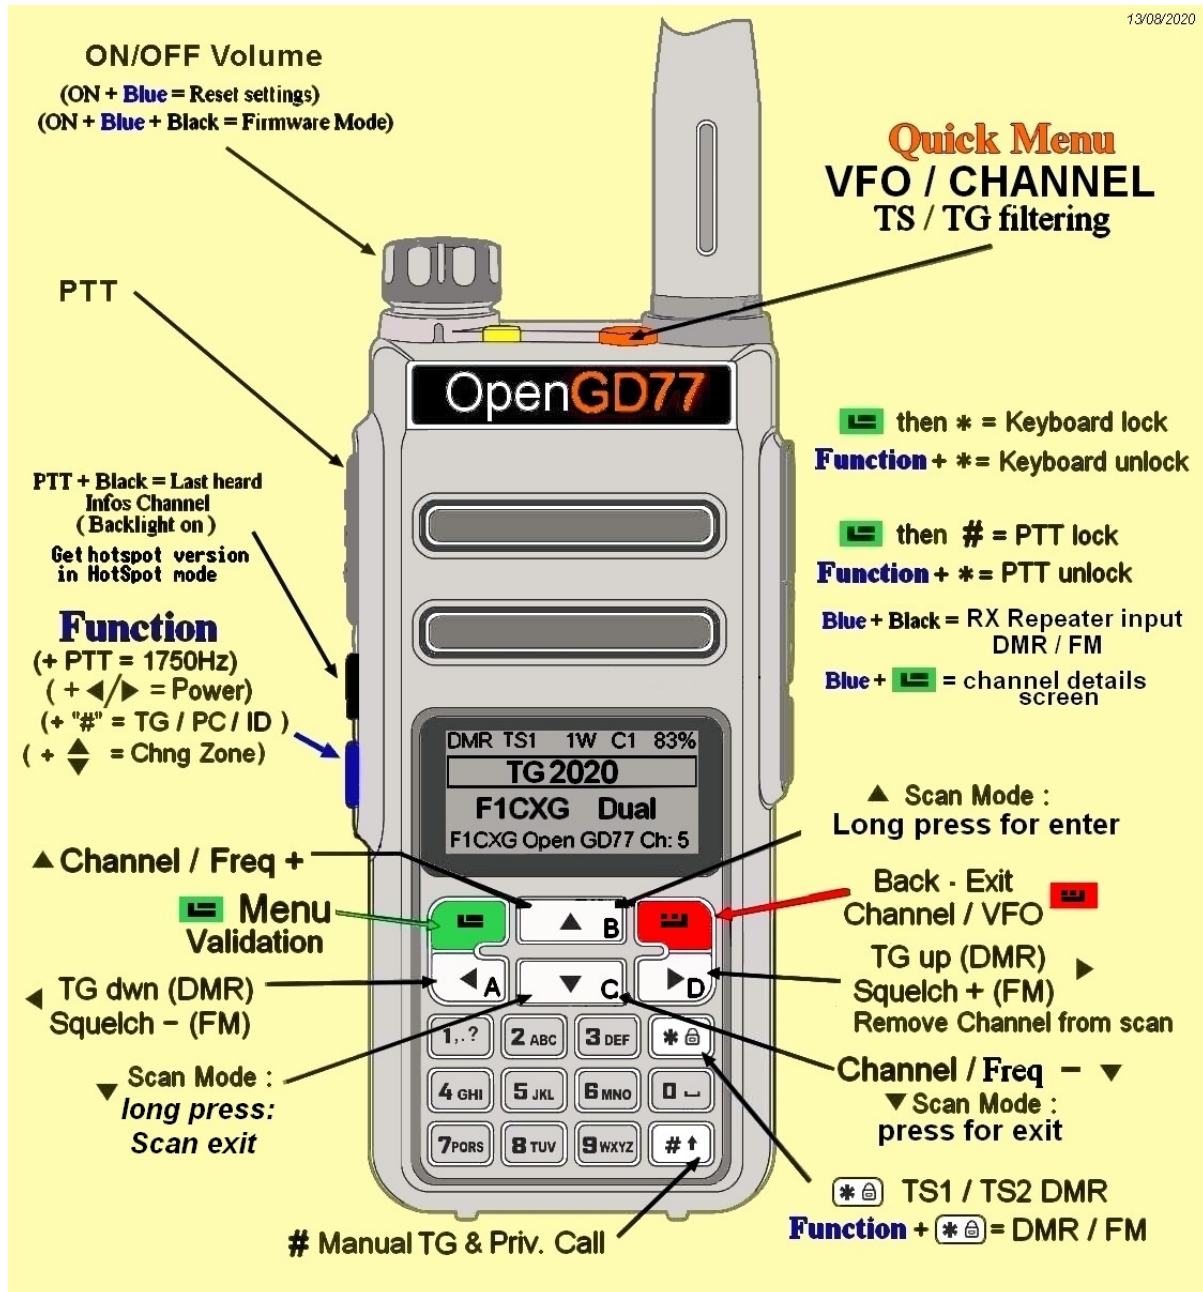 13/08/2020
ON/OFF Volume
(ON + Blue = Reset settings)
(ON + Blue + Black = Firmware Mode)
Quick Menu
VFO / CHANNEL
TS / TG filtering
PTT
OpenGD77
then * = Keyboard lock
Function + * = Keyboard unlock
PTT + Black = Last heard
Infos Channel
( Backlight on )
Get hotspot version
in HotSpot mode
then # = PTT lock
Function + * = PTT unlock
Blue + Black = RX Repeater input
DMR / FM
Blue + = channel details
screen
Function
(+ PTT = 1750Hz)
( + ◀/▶ = Power)
(+ "#" = TG / PC / ID )
( + ▲▼ = Chng Zone)
DMR TS1 1W C1 83%
TG 2020
F1CXG Dual
F1CXG Open GD77 Ch: 5
▲ Scan Mode :
Long press for enter
▲ Channel / Freq +
Menu
Validation
Back - Exit
Channel / VFO
▲ B
◀ A
▼ C
▶ D
◀ TG dwn (DMR)
Squelch − (FM)
TG up (DMR) ▶
Squelch + (FM)
Remove Channel from scan
1,.? 2 ABC 3 DEF *
4 GHI 5 JKL 6 MNO 0
7PQRS 8 TUV 9WXYZ #
▼ Scan Mode :
long press:
Scan exit
Channel / Freq − ▼
▼ Scan Mode :
press for exit
* TS1 / TS2 DMR
Function + * = DMR / FM
# Manual TG & Priv. Call